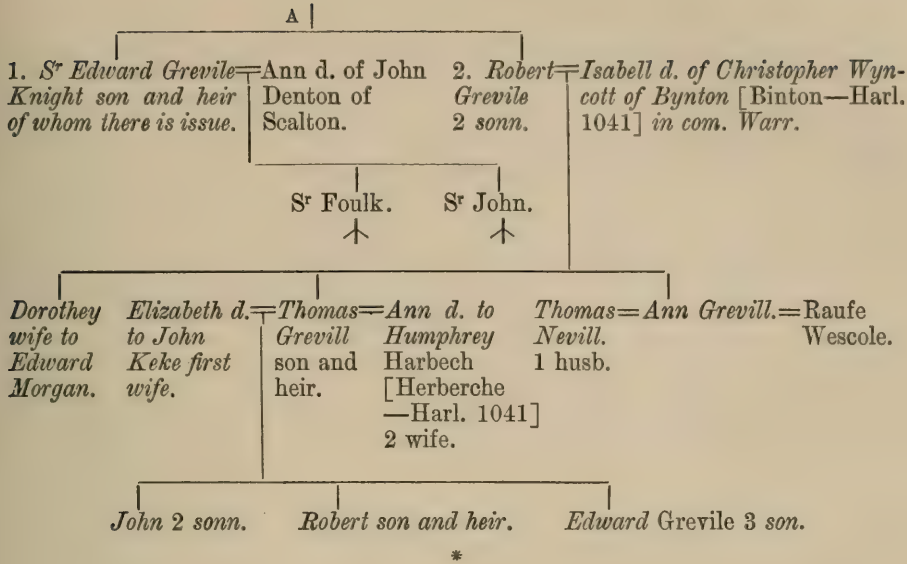 A
1. Sr Edward Grevile=Ann d. of John 2. Robert=Isabell d. of Christopher Wyn-
Knight son and heir Denton of Grevile cott of Bynton [Binton—Harl.
of whom there is issue. Scalton. 2 sonn. 1041] in com. Warr.
Sr Foulk. Sr John.
Dorothey Elizabeth d.=Thomas=Ann d. to Thomas=Ann Grevill.=Raufe
wife to to John Grevill Humphrey Nevill. Wescole.
Edward Keke first son and Harbech 1 husb.
Morgan. wife. heir. [Herberche
—Harl. 1041]
2 wife.
John 2 sonn. Robert son and heir. Edward Grevile 3 son.
*